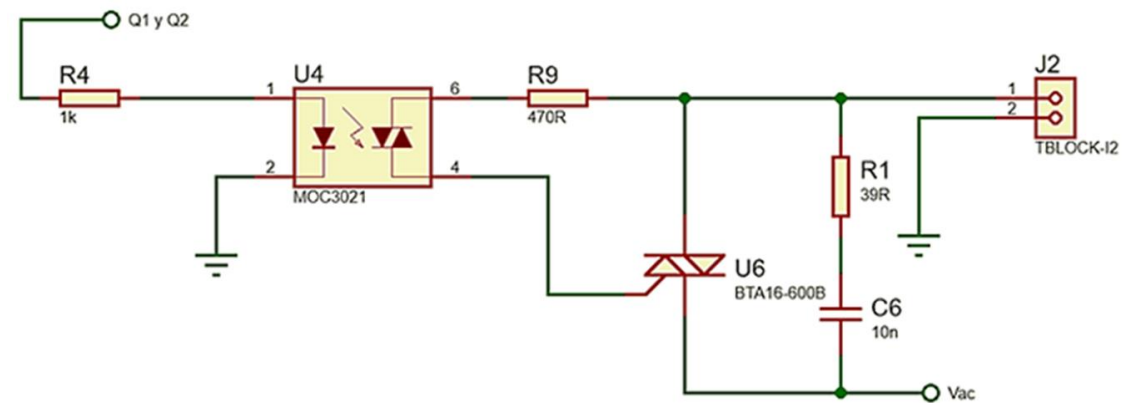 Q1 y Q2
R4
1k
1
2
U4
MOC3021
6
4
R9
470R
J2
1
2
TBLOCK-I2
R1
39R
U6
BTA16-600B
C6
10n
Vac